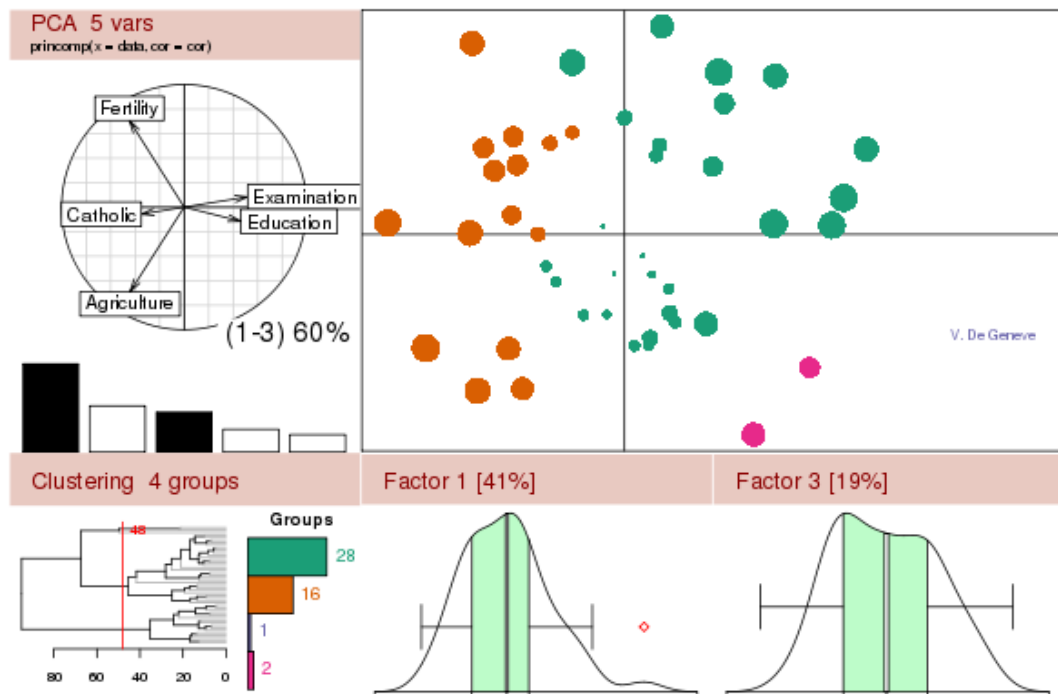 PCA 5 vars
princomp(x = data, cor = cor)
Fertility
Examination
Catholic
Education
Agriculture
(1-3) 60%
V. De Geneve
Clustering 4 groups
Factor 1 [41%]
Factor 3 [19%]
48
Groups
28
16
1
2
80 60 40 20 0